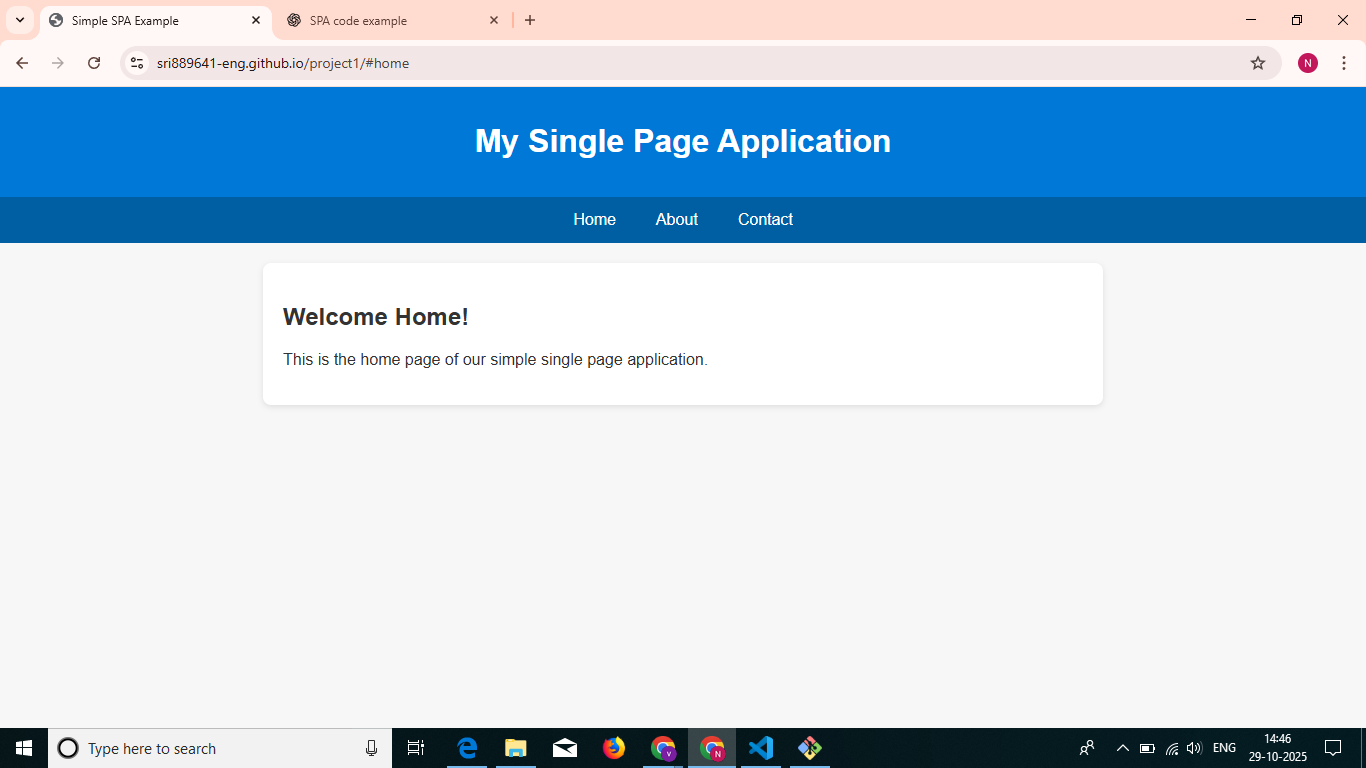 Simple SPA Example
SPA code example
sri889641-eng.github.io/project1/#home
N
My Single Page Application
Home About Contact
Welcome Home!
This is the home page of our simple single page application.
Type here to search
V
N
ENG
14:46
29-10-2025